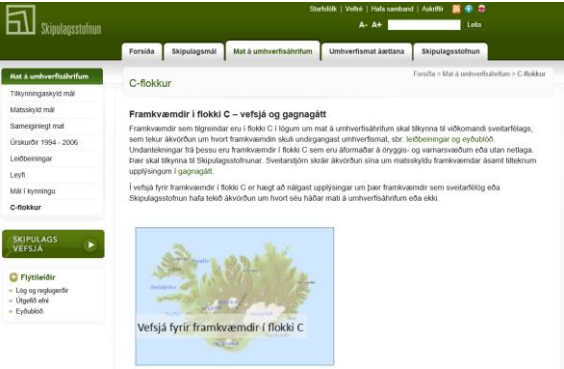 Starfsfólk | Veftré | Hafa samband | Áskriftir
Skipulagsstofnun
A- A+ Leita
Forsíða Skipulagsmál Mat á umhverfisáhrifum Umhverfismat áætlana Skipulagsstofnun
Mat á umhverfisáhrifum
Tilkynningaskyld mál
Matsskyld mál
Sameiginlegt mat
Úrskurðir 1994 - 2006
Leiðbeiningar
Leyfi
Mál í kynningu
C-flokkur
SKIPULAGS
VEFSJÁ
Flýtileiðir
Lög og reglugerðir
Útgefið efni
Eyðublöð
Forsíða > Mat á umhverfisáhrifum > C-flokkur
C-flokkur
Framkvæmdir í flokki C – vefsjá og gagnagátt
Framkvæmdir sem tilgreindar eru í flokki C í lögum um mat á umhverfisáhrifum skal tilkynna til viðkomandi sveitarfélags,
sem tekur ákvörðun um hvort framkvæmdin skuli undirgangast umhverfismat, sbr. leiðbeiningar og eyðublöð.
Undantekningar frá þessu eru framkvæmdir í flokki C sem eru áformaðar á öryggis- og varnarsvæðum eða utan netlaga.
Þær skal tilkynna til Skipulagsstofnunar. Sveitarstjórn skráir ákvörðun sína um matsskyldu framkvæmdar ásamt tilteknum
upplýsingum í gagnagátt.
Í vefsjá fyrir framkvæmdir í flokki C er hægt að nálgast upplýsingar um þær framkvæmdir sem sveitarfélög eða
Skipulagsstofnun hafa tekið ákvörðun um hvort séu háðar mati á umhverfisáhrifum eða ekki.
Vefsjá fyrir framkvæmdir í flokki C